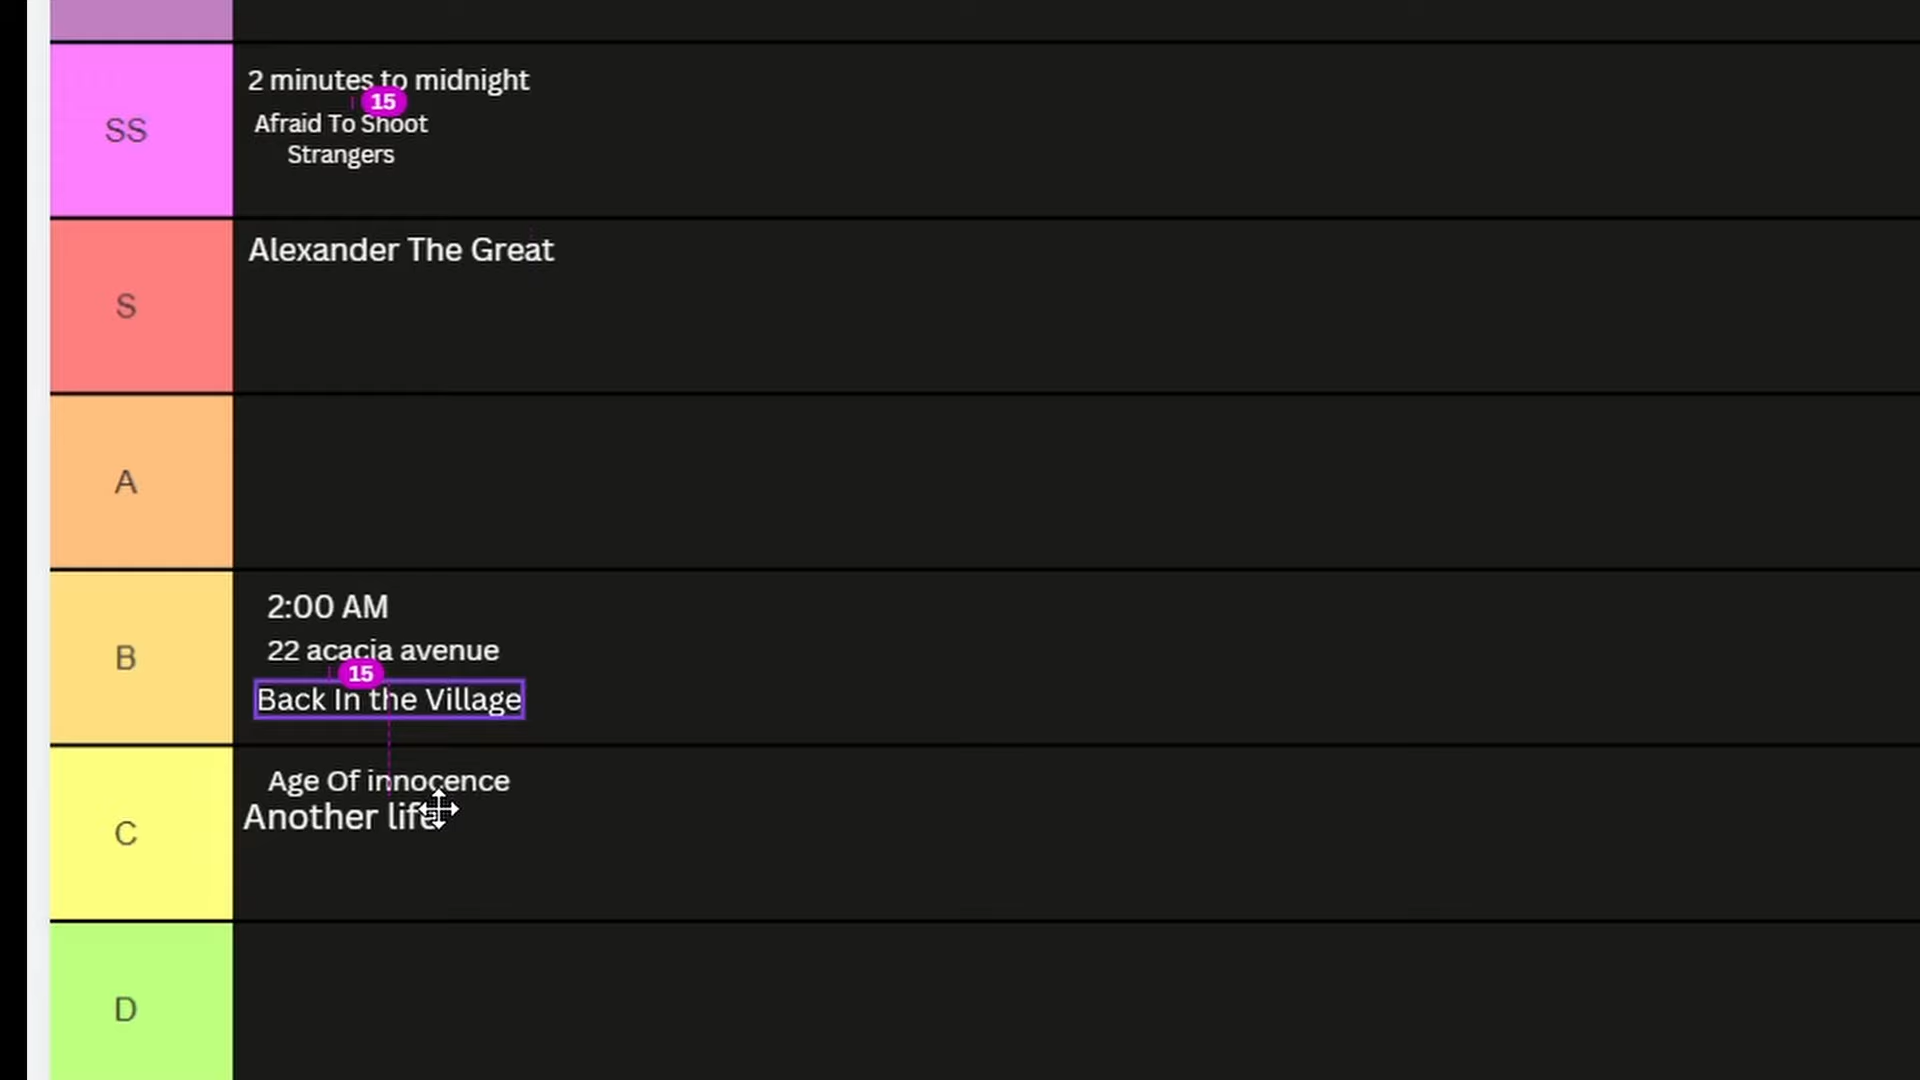 SS
2 minutes to midnight
15
Afraid To Shoot
Strangers
S
Alexander The Great
A
B
2:00 AM
22 acacia avenue
15
Back In the Village
C
Age Of innocence
Another life
D